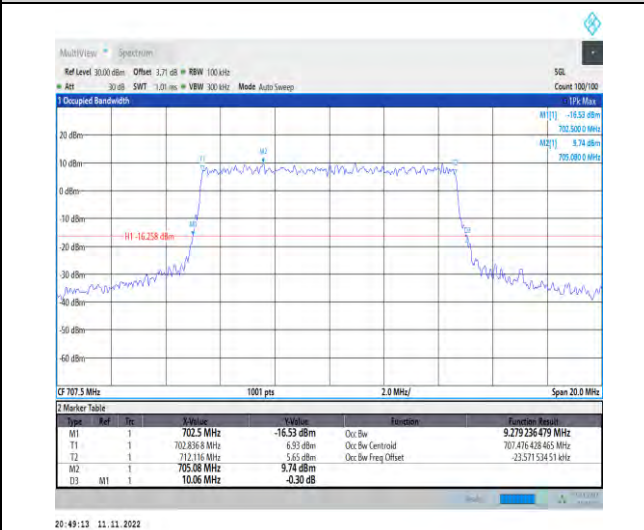 MultiView Spectrum
Ref Level 30.00 dBm Offset 3.71 dB RBW 100 kHz SGL
Att 30 dB SWT 1.01 ms VBW 300 kHz Mode Auto Sweep Count 100/100
1 Occupied Bandwidth 1Pk Max
M1[1] -16.53 dBm
702.500 0 MHz
20 dBm
M2[1] 9.74 dBm
705.080 0 MHz
M2
T1
10 dBm
0 dBm
-10 dBm
M1
D3
H1 -16.258 dBm
-20 dBm
-30 dBm
-40 dBm
-50 dBm
-60 dBm
CF 707.5 MHz 1001 pts 2.0 MHz/ Span 20.0 MHz
2 Marker Table
Type Ref Trc X-Value Y-Value Function Function Result
M1 1 702.5 MHz -16.53 dBm Occ Bw 9.279 236 479 MHz
T1 1 702.836 8 MHz 6.93 dBm Occ Bw Centroid 707.476 428 465 MHz
T2 1 712.116 MHz 5.65 dBm Occ Bw Freq Offset -23.571 534 51 kHz
M2 1 705.08 MHz 9.74 dBm
D3 M1 1 10.06 MHz -0.30 dB
20:49:13 11.11.2022